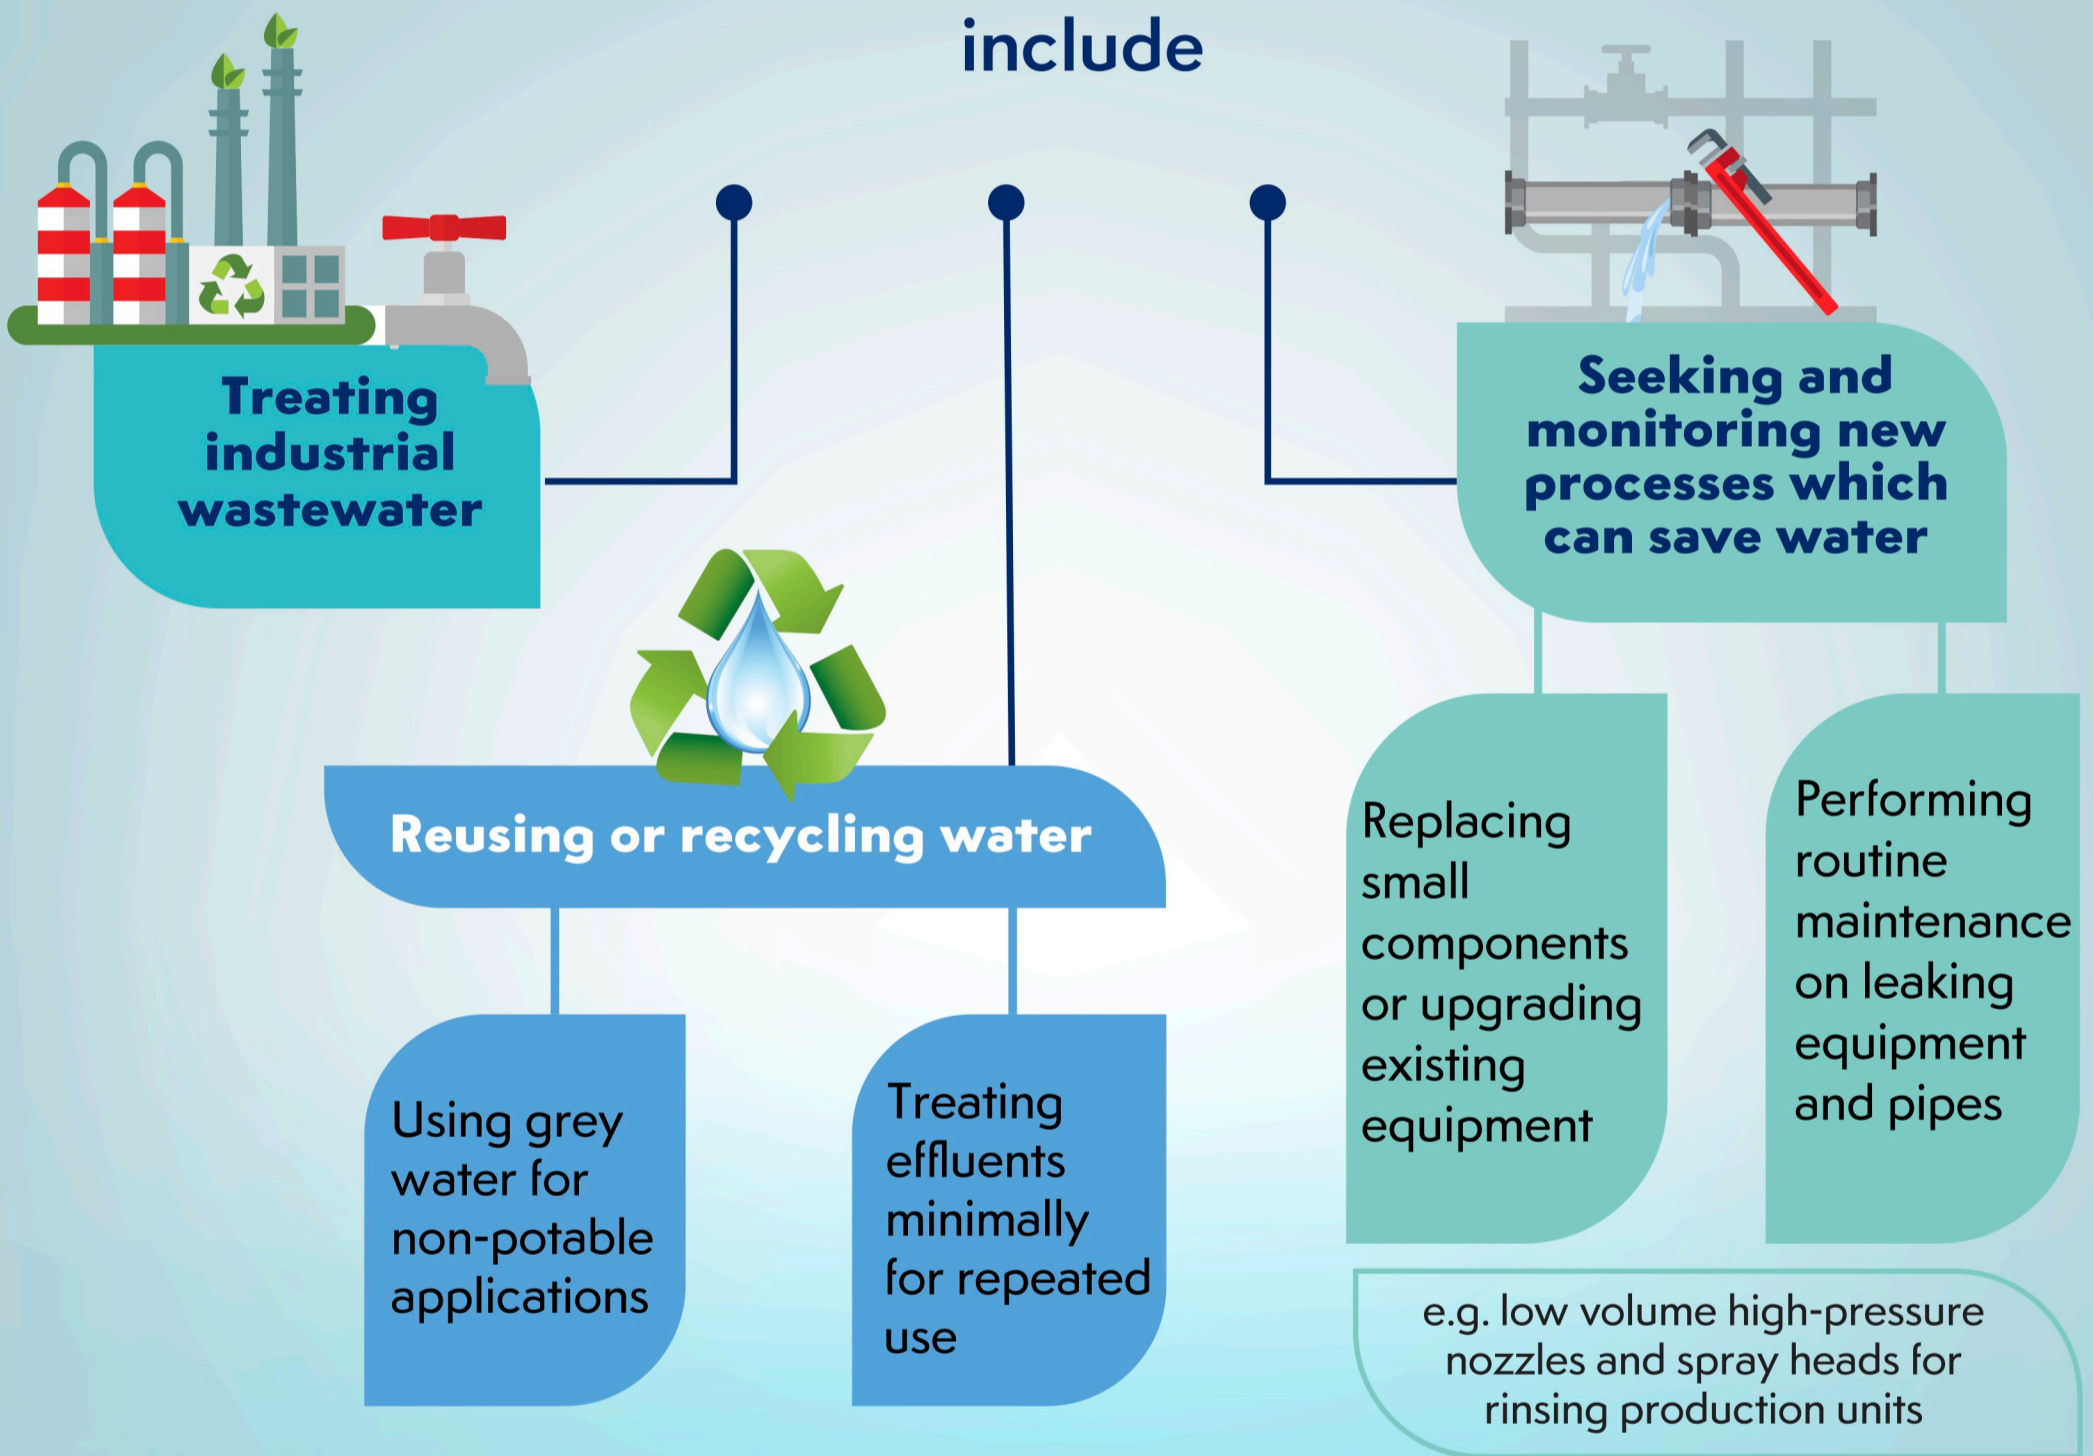 include
Treating
industrial
wastewater
Reusing or recycling water
Using grey
water for
non-potable
applications
Treating
effluents
minimally
for repeated
use
Seeking and
monitoring new
processes which
can save water
Replacing
small
components
or upgrading
existing
equipment
Performing
routine
maintenance
on leaking
equipment
and pipes
e.g. low volume high-pressure
nozzles and spray heads for
rinsing production units